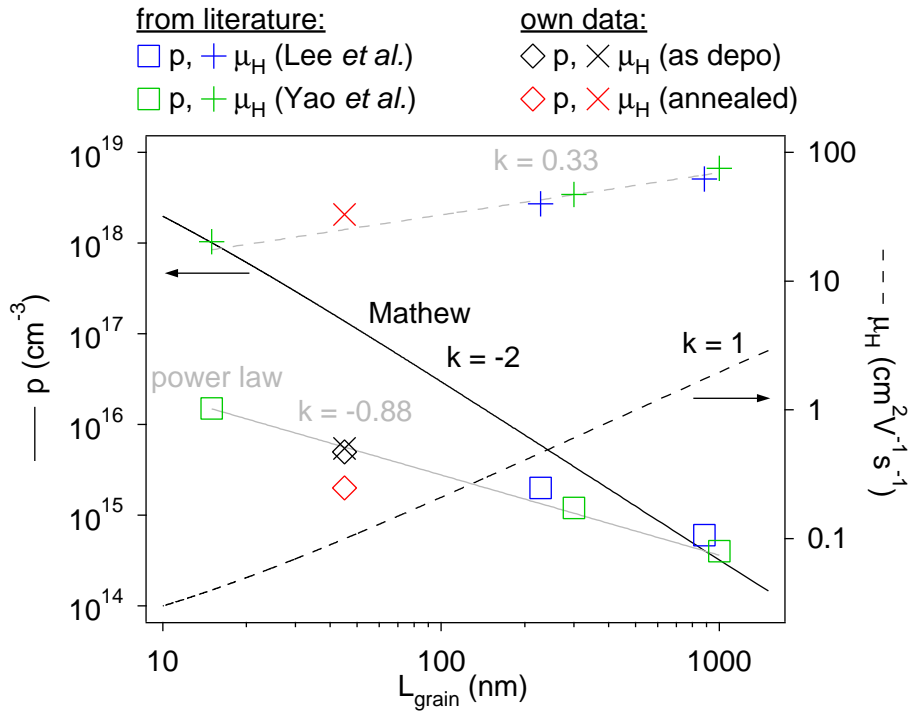 from literature: own data:
p, μH (Lee et al.) p, μH (as depo)
p, μH (Yao et al.) p, μH (annealed)
10^19
10^18
10^17
10^16
10^15
10^14
p (cm^-3)
k = 0.33
Mathew
k = -2
k = 1
power law
k = -0.88
100
10
1
0.1
μH (cm^2V^-1s^-1)
10 100 1000
Lgrain (nm)